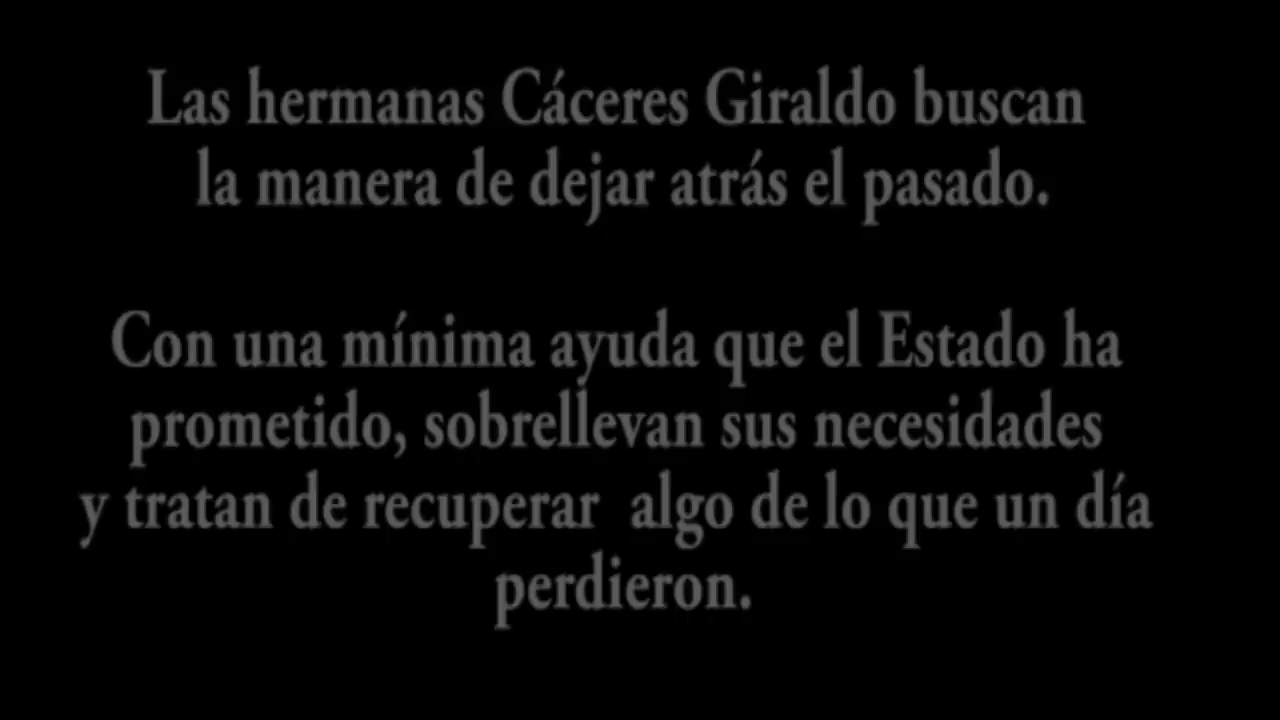 Las hermanas Cáceres Giraldo buscan
la manera de dejar atrás el pasado.
Con una mínima ayuda que el Estado ha
prometido, sobrellevan sus necesidades
y tratan de recuperar algo de lo que un día
perdieron.